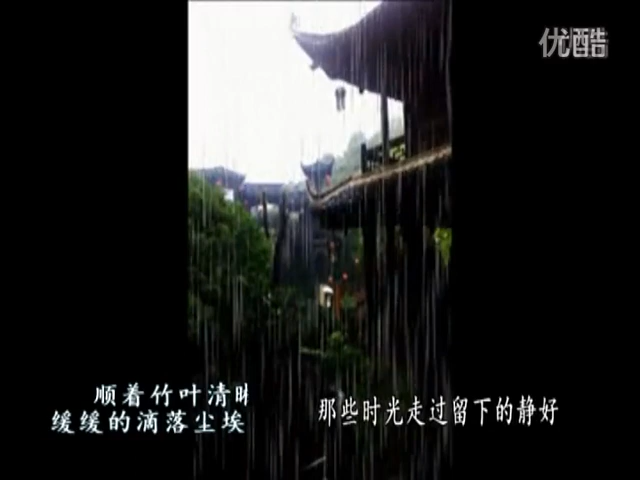 优酷
顺着竹叶清
缓缓的滴落尘埃
那些时光走过留下的静好